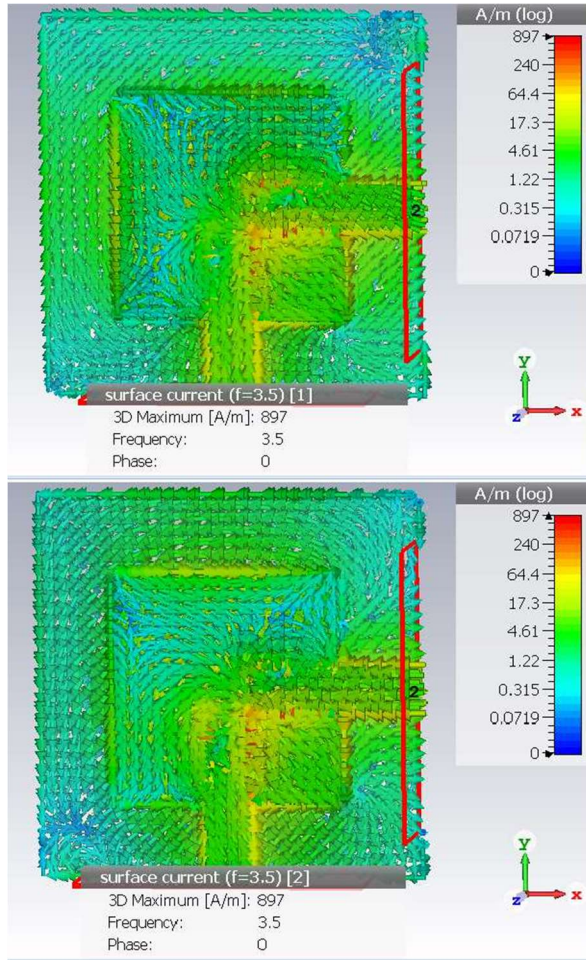 A/m (log)
897
240
64.4
17.3
4.61
1.22
0.315
0.0719
0
2
y
z
x
surface current (f=3.5) [1]
3D Maximum [A/m]: 897
Frequency: 3.5
Phase: 0
A/m (log)
897
240
64.4
17.3
4.61
1.22
0.315
0.0719
0
2
y
z
x
surface current (f=3.5) [2]
3D Maximum [A/m]: 897
Frequency: 3.5
Phase: 0